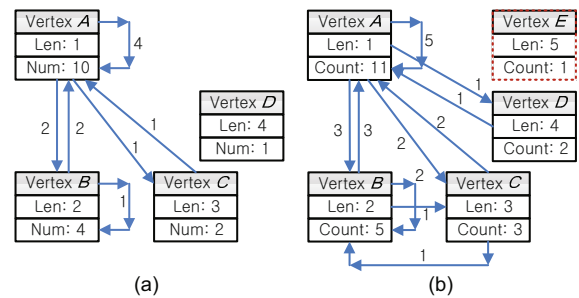 Vertex A
Len: 1
Num: 10
4
Vertex D
Len: 4
Num: 1
2
2
1
1
Vertex B
Len: 2
Num: 4
1
Vertex C
Len: 3
Num: 2
(a)
Vertex A
Len: 1
Count: 11
5
Vertex E
Len: 5
Count: 1
1
1
Vertex D
Len: 4
Count: 2
3
3
2
2
Vertex B
Len: 2
Count: 5
2
1
Vertex C
Len: 3
Count: 3
1
(b)